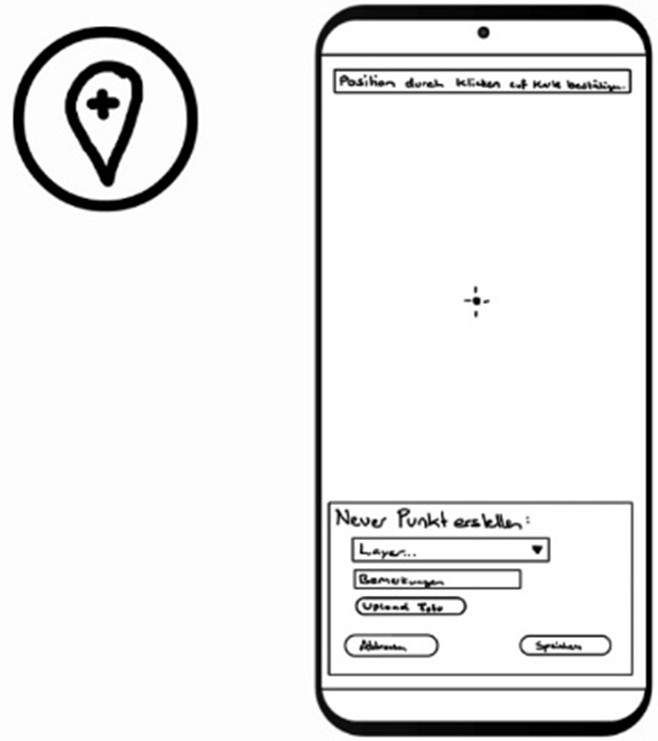 Position durch klicken auf Karte bestätigen.
Neuer Punkt erstellen:
Layer...
Bemerkungen
Upload Foto
Abbrechen
Speichern